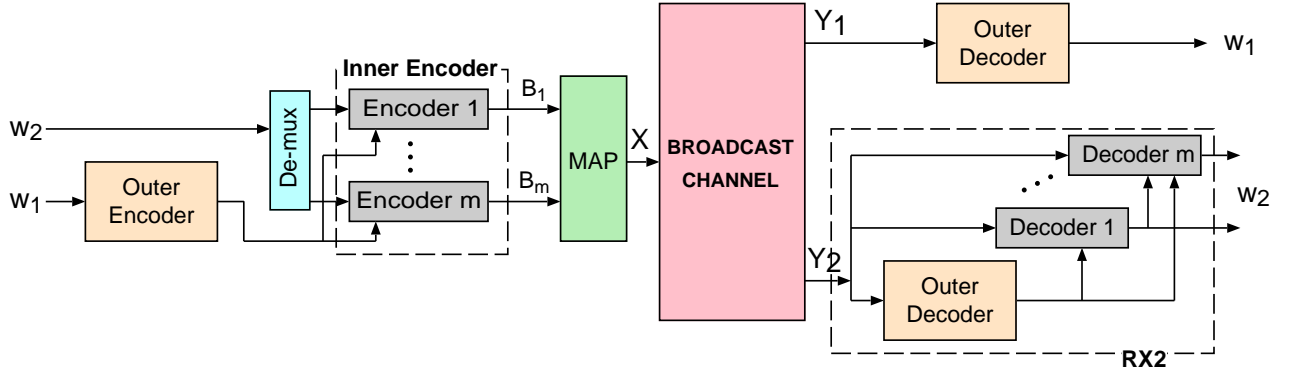 w2
w1
Outer
Encoder
De-mux
Inner Encoder
Encoder 1
Encoder m
B1
Bm
MAP
X
BROADCAST
CHANNEL
Y1
Outer
Decoder
w1
Y2
Decoder m
Decoder 1
Outer
Decoder
w2
RX2